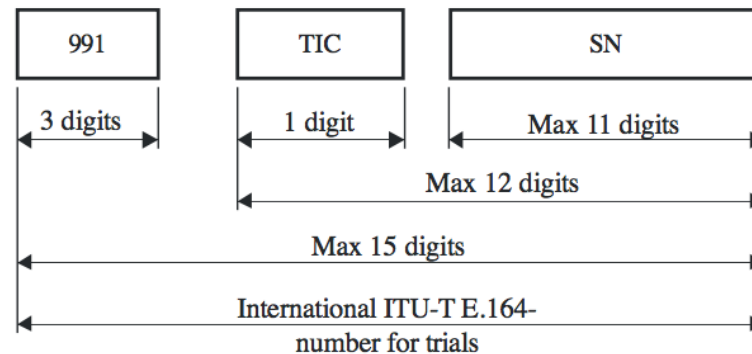 991 TIC SN
3 digits 1 digit Max 11 digits
Max 12 digits
Max 15 digits
International ITU-T E.164-
number for trials